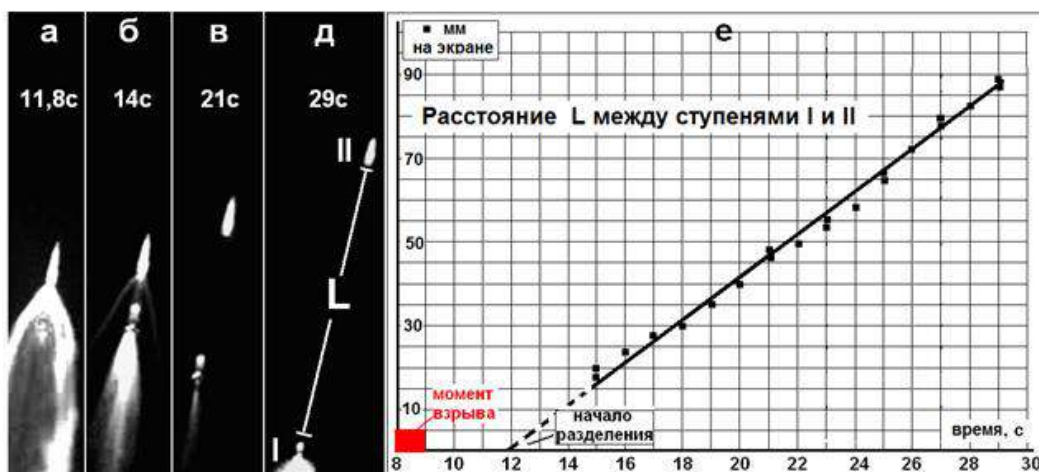 а б в д
11,8с 14с 21с 29с
II
L
I
мм
на экране
е
90
Расстояние L между ступенями I и II
70
50
30
момент
взрыва
10
начало
разделения
время, с
8 10 12 14 16 18 20 22 24 26 28 30